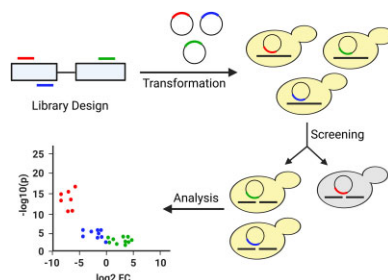 Library Design
Transformation
Screening
Analysis
-log10(p)
25
20
15
10
5
0
-10
-5
0
5
10
log2 FC